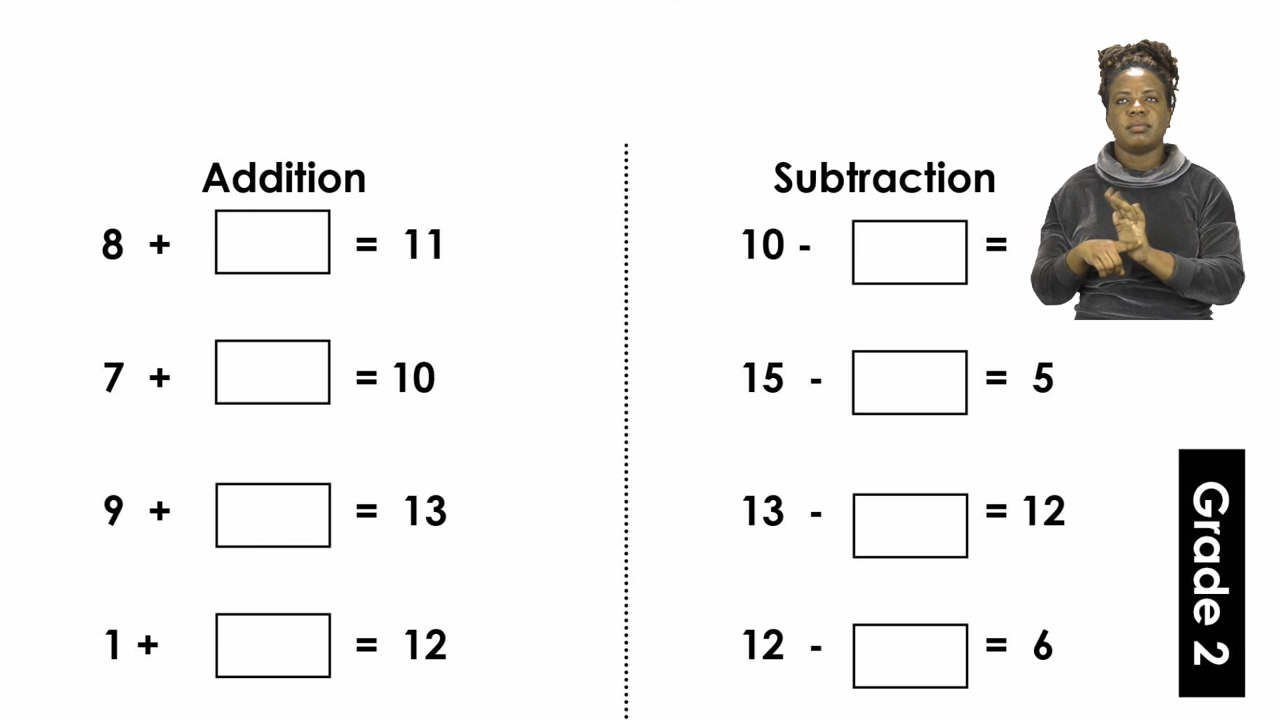 Addition
8 + = 11
7 + = 10
9 + = 13
1 + = 12
Subtraction
10 - =
15 - = 5
13 - = 12
12 - = 6
Grade 2